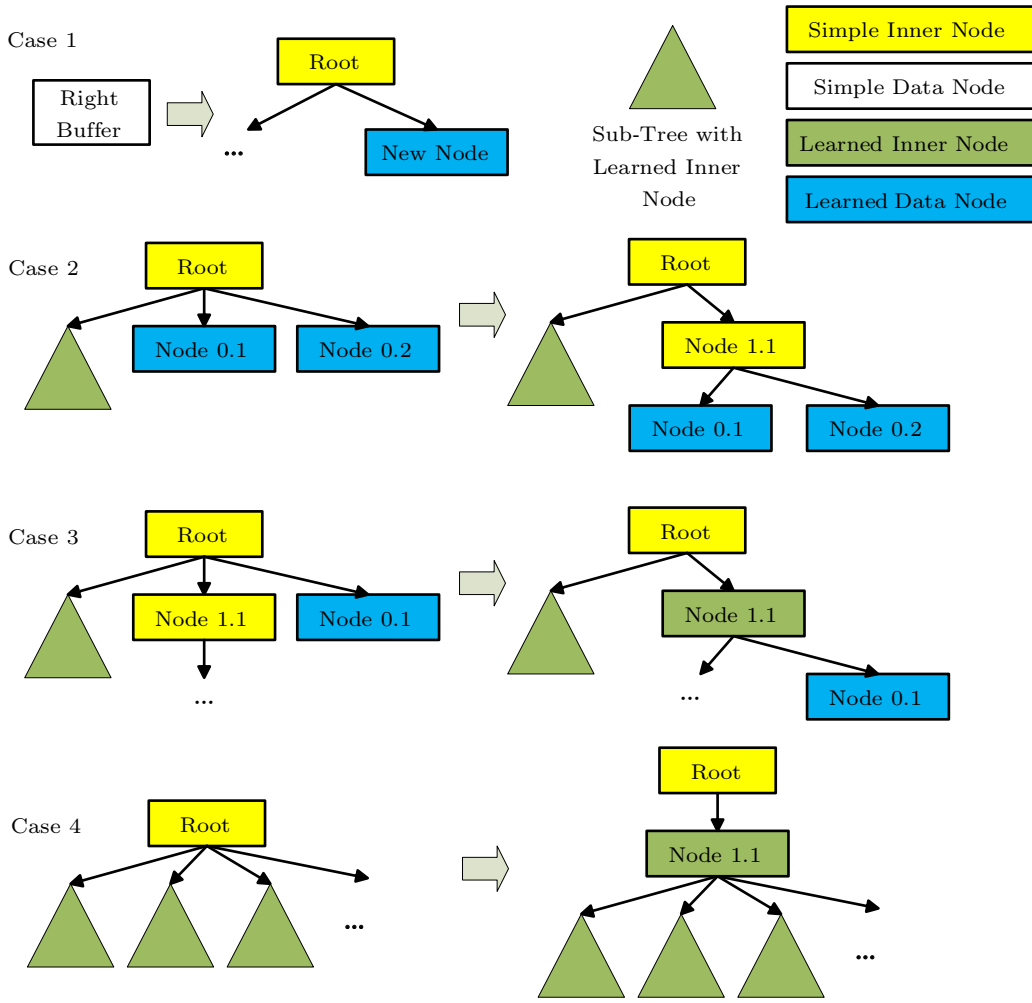 Case 1
Right
Buffer
Root
...
New Node
Sub-Tree with
Learned Inner
Node
Simple Inner Node
Simple Data Node
Learned Inner Node
Learned Data Node
Case 2
Root
Node 0.1
Node 0.2
Root
Node 1.1
Node 0.1
Node 0.2
Case 3
Root
Node 1.1
Node 0.1
...
Root
Node 1.1
...
Node 0.1
Case 4
Root
...
Root
Node 1.1
...